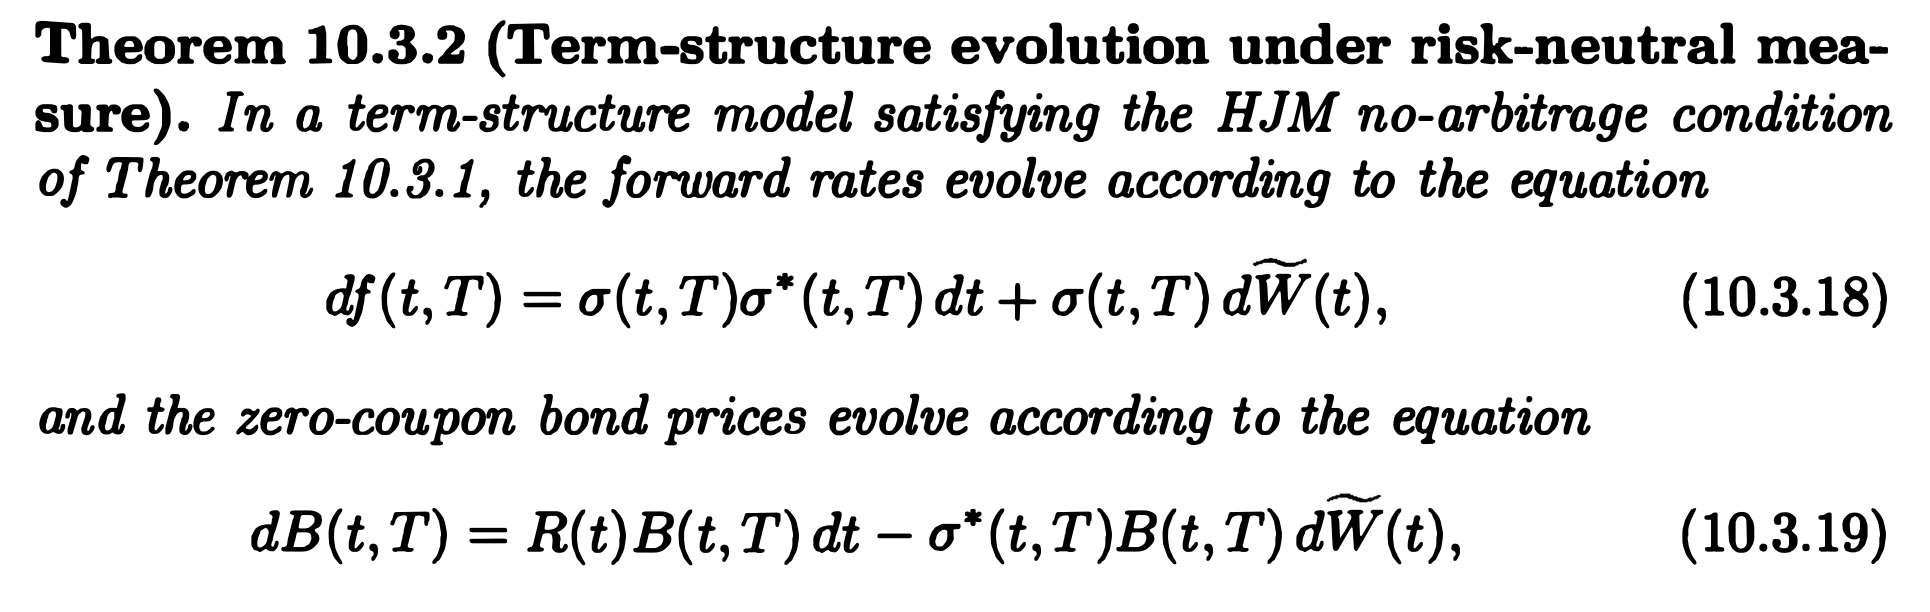 Theorem 10.3.2 (Term-structure evolution under risk-neutral mea-
sure). In a term-structure model satisfying the HJM no-arbitrage condition
of Theorem 10.3.1, the forward rates evolve according to the equation
df(t, T) = σ(t, T)σ*(t, T) dt + σ(t, T) dW̃(t), (10.3.18)
and the zero-coupon bond prices evolve according to the equation
dB(t, T) = R(t)B(t, T) dt − σ*(t, T)B(t, T) dW̃(t), (10.3.19)